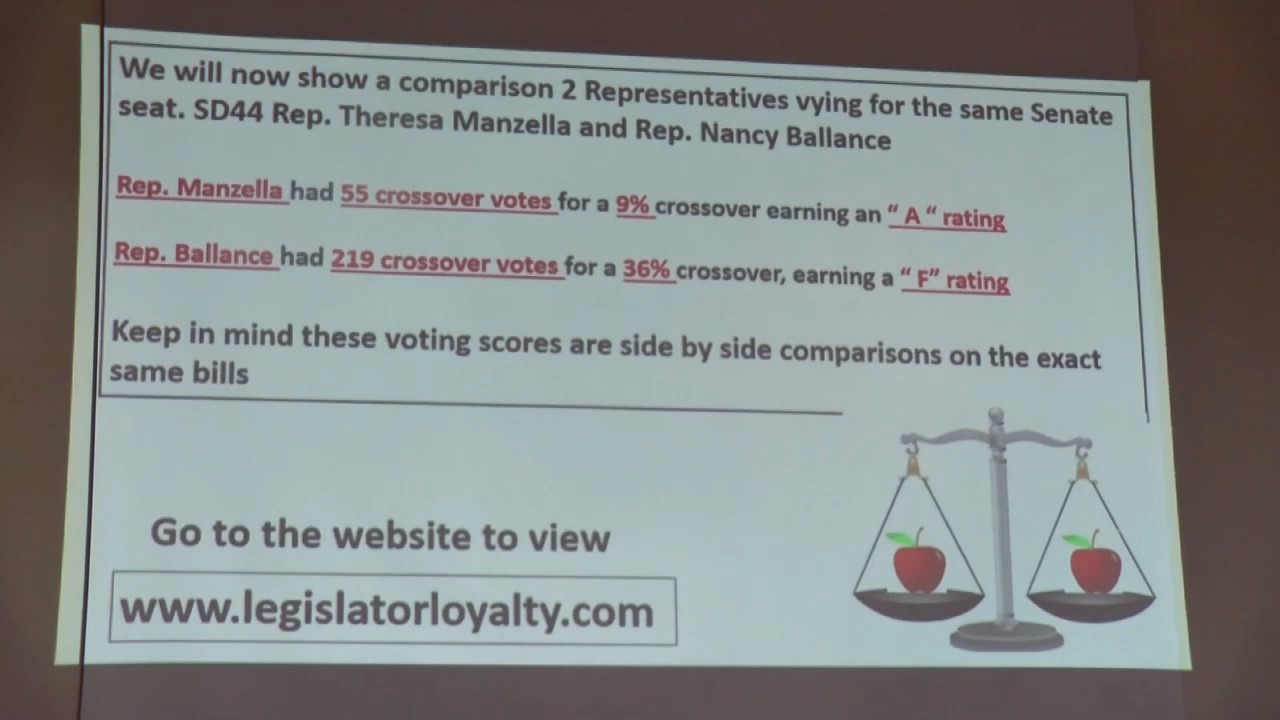 We will now show a comparison 2 Representatives vying for the same Senate
seat. SD44 Rep. Theresa Manzella and Rep. Nancy Ballance
Rep. Manzella had 55 crossover votes for a 9% crossover earning an “ A “ rating
Rep. Ballance had 219 crossover votes for a 36% crossover, earning a “ F” rating
Keep in mind these voting scores are side by side comparisons on the exact
same bills
Go to the website to view
www.legislatorloyalty.com